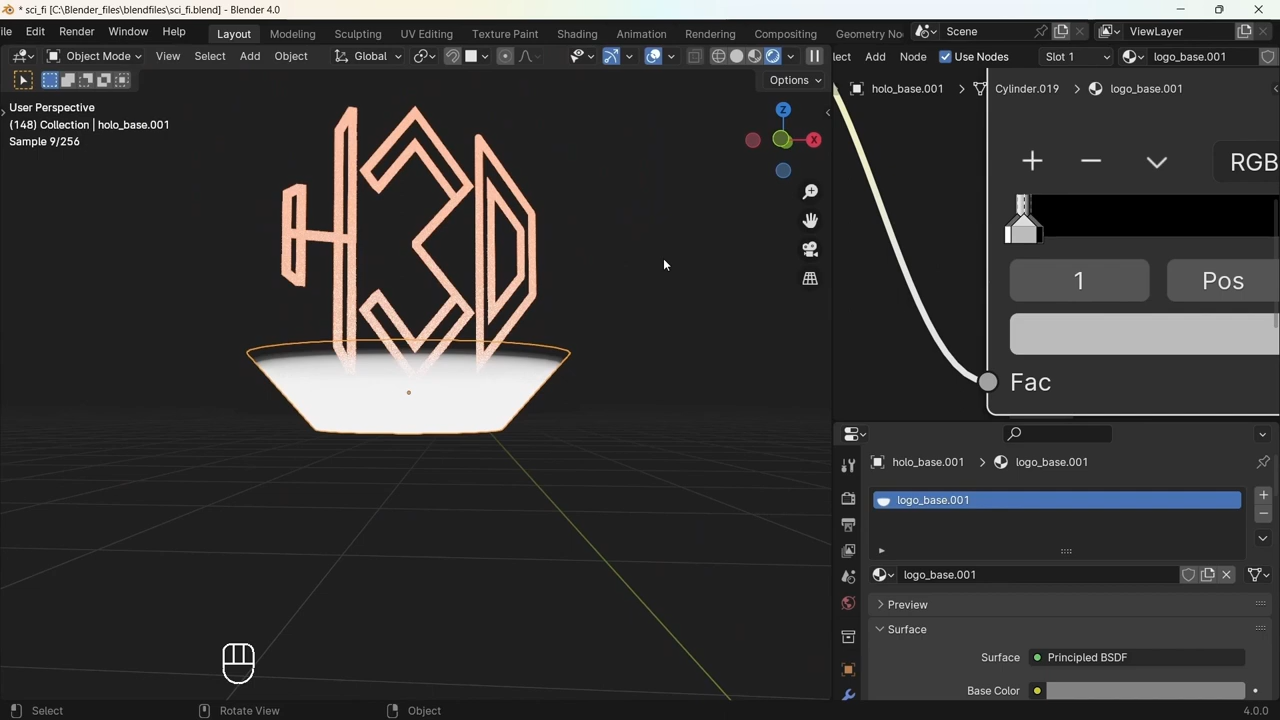 * sci_fi [C:\Blender_files\blendfiles\sci_fi.blend] - Blender 4.0
ile Edit Render Window Help Layout Modeling Sculpting UV Editing Texture Paint Shading Animation Rendering Compositing Geometry No Scene ViewLayer
Object Mode View Select Add Object Global lect Add Node Use Nodes Slot 1 logo_base.001
Options
holo_base.001 > Cylinder.019 > logo_base.001
User Perspective
(148) Collection | holo_base.001
Sample 9/256
Z
X
H3D
RGB
1 Pos
Fac
holo_base.001 > logo_base.001
logo_base.001
logo_base.001
Preview
Surface
Surface Principled BSDF
Base Color
Select Rotate View Object 4.0.0